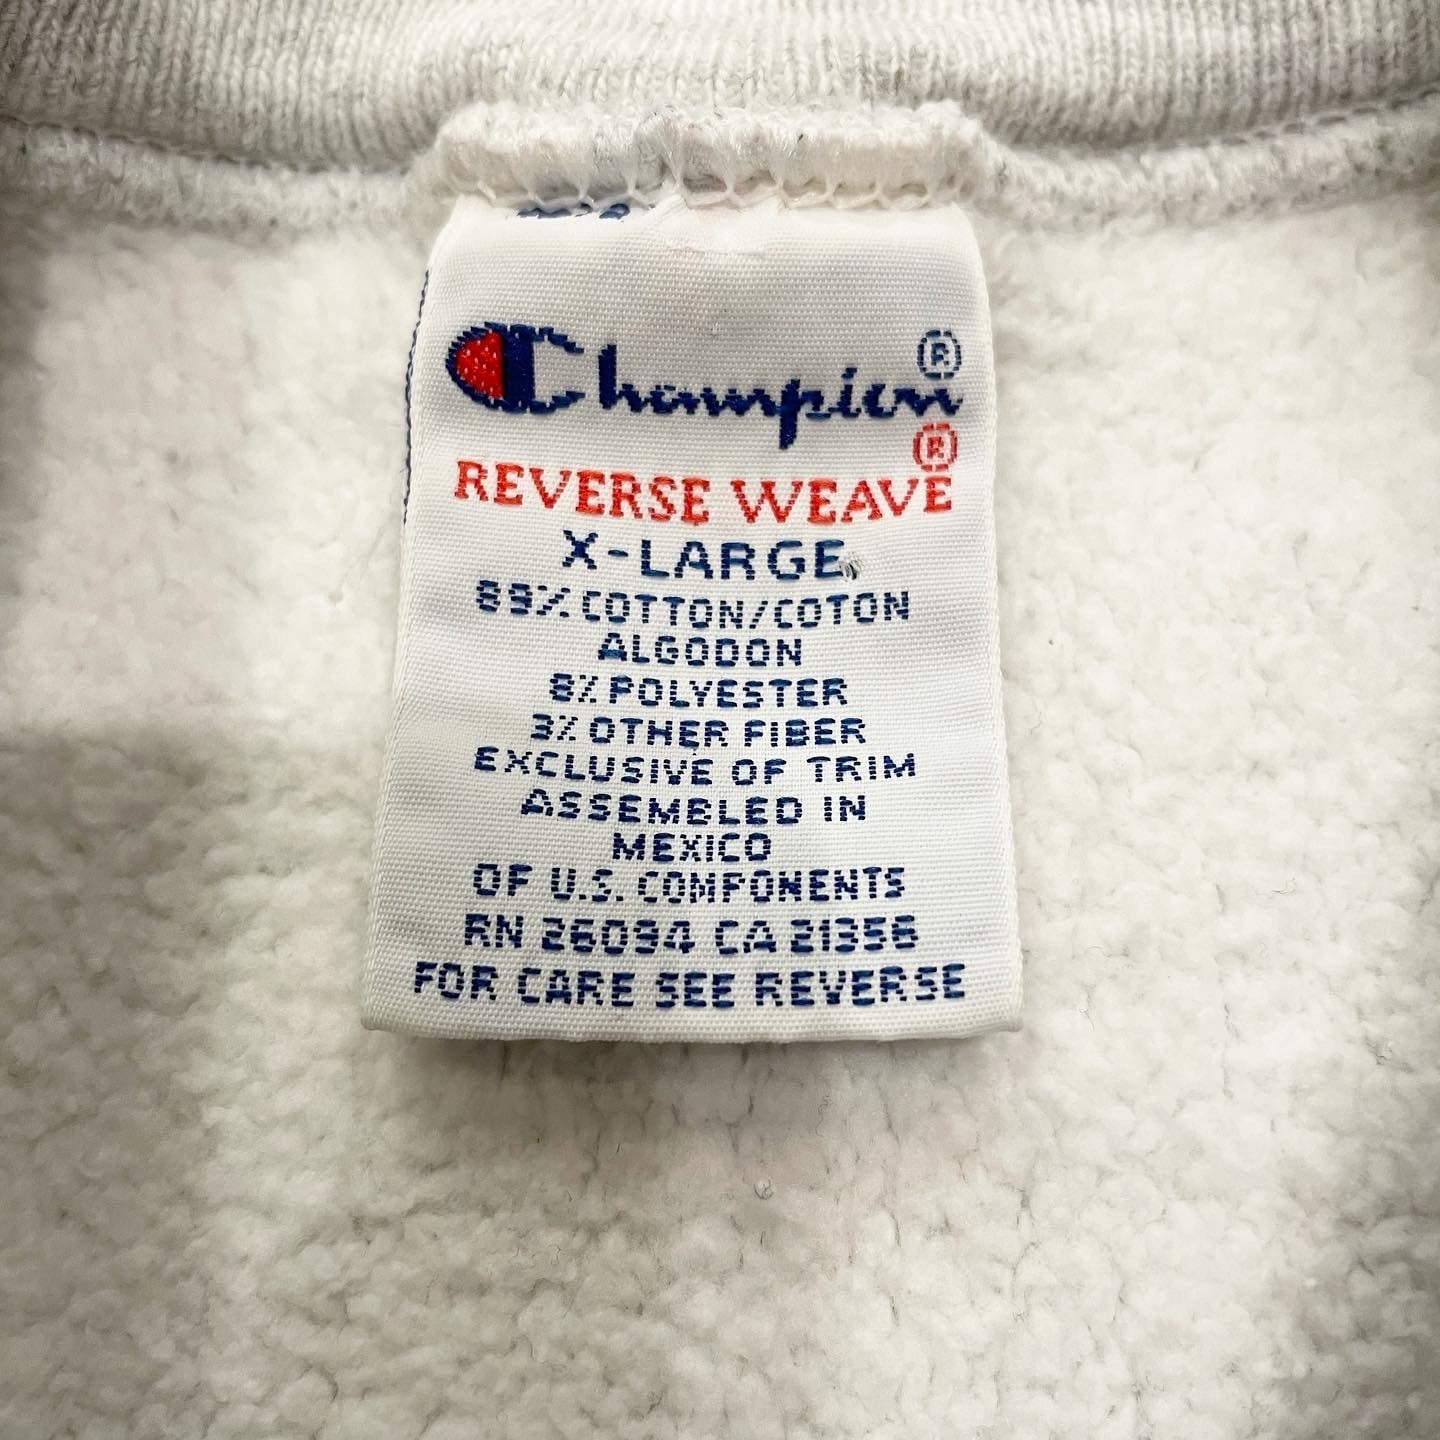 Champion®
REVERSE WEAVE®
X-LARGE
89% COTTON/COTON
ALGODON
8% POLYESTER
3% OTHER FIBER
EXCLUSIVE OF TRIM
ASSEMBLED IN
MEXICO
OF U.S. COMPONENTS
RN 26094 CA 21356
FOR CARE SEE REVERSE